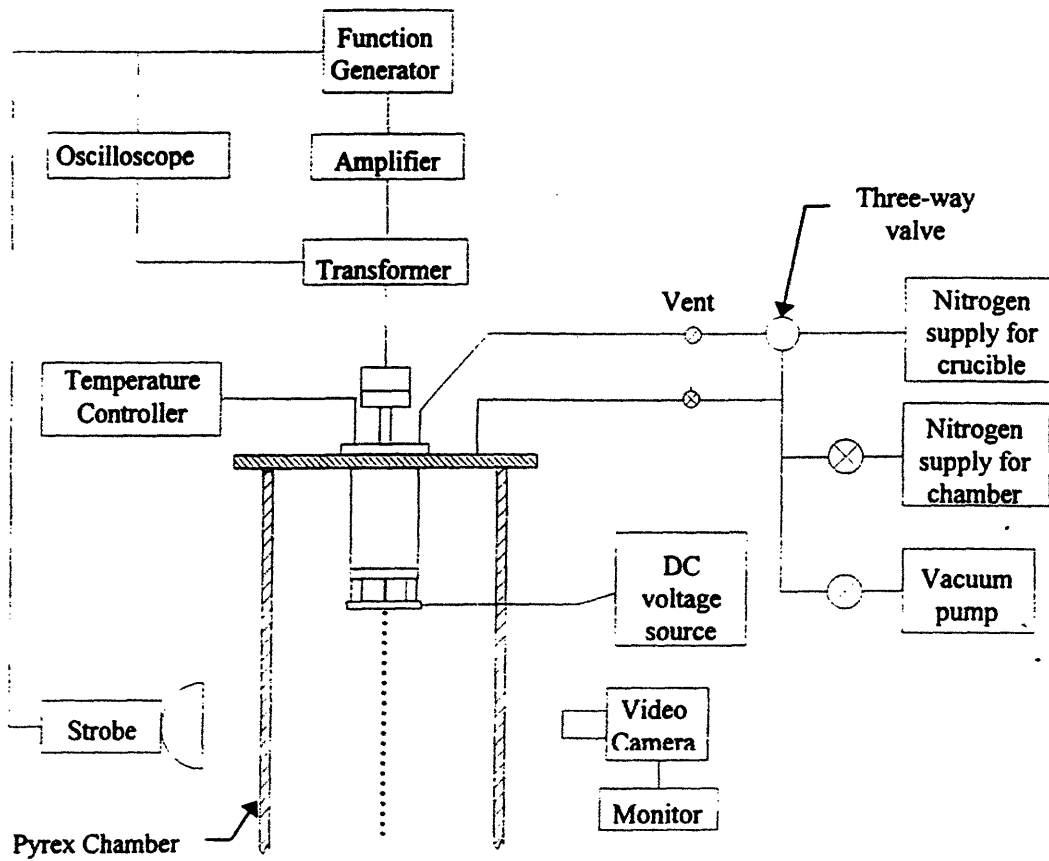 Function
Generator
Oscilloscope
Amplifier
Three-way
valve
Transformer
Vent
Nitrogen
supply for
crucible
Temperature
Controller
Nitrogen
supply for
chamber
DC
voltage
source
Vacuum
pump
Strobe
Video
Camera
Monitor
Pyrex Chamber